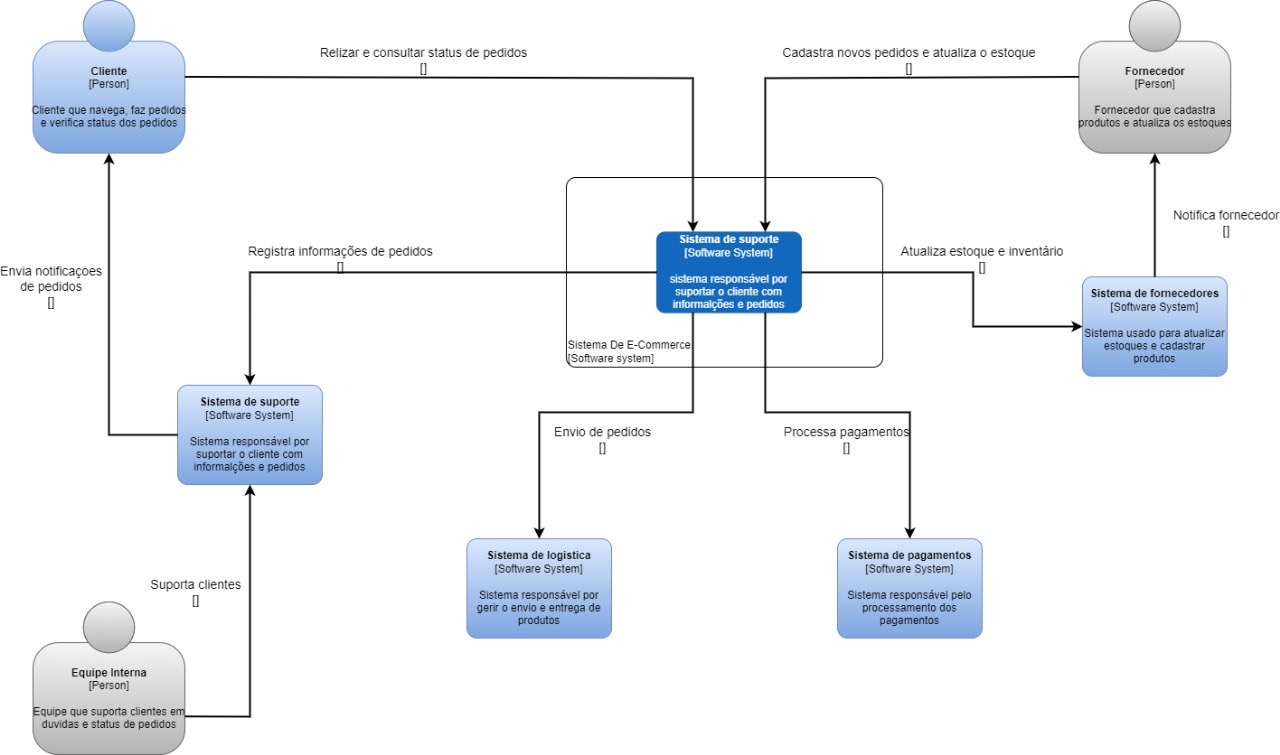 Cliente
[Person]
Cliente que navega, faz pedidos
e verifica status dos pedidos
Relizar e consultar status de pedidos
[]
Cadastra novos pedidos e atualiza o estoque
[]
Fornecedor
[Person]
Fornecedor que cadastra
produtos e atualiza os estoques
Envia notificaçoes
de pedidos
[]
Registra informações de pedidos
[]
Sistema de suporte
[Software System]
sistema responsável por
suportar o cliente com
informalções e pedidos
Sistema De E-Commerce
[Software system]
Atualiza estoque e inventário
[]
Notifica fornecedor
[]
Sistema de fornecedores
[Software System]
Sistema usado para atualizar
estoques e cadastrar
produtos
Sistema de suporte
[Software System]
Sistema responsável por
suportar o cliente com
informalções e pedidos
Envio de pedidos
[]
Processa pagamentos
[]
Sistema de logistica
[Software System]
Sistema responsável por
gerir o envio e entrega de
produtos
Sistema de pagamentos
[Software System]
Sistema responsável pelo
processamento dos
pagamentos
Suporta clientes
[]
Equipe Interna
[Person]
Equipe que suporta clientes em
duvidas e status de pedidos